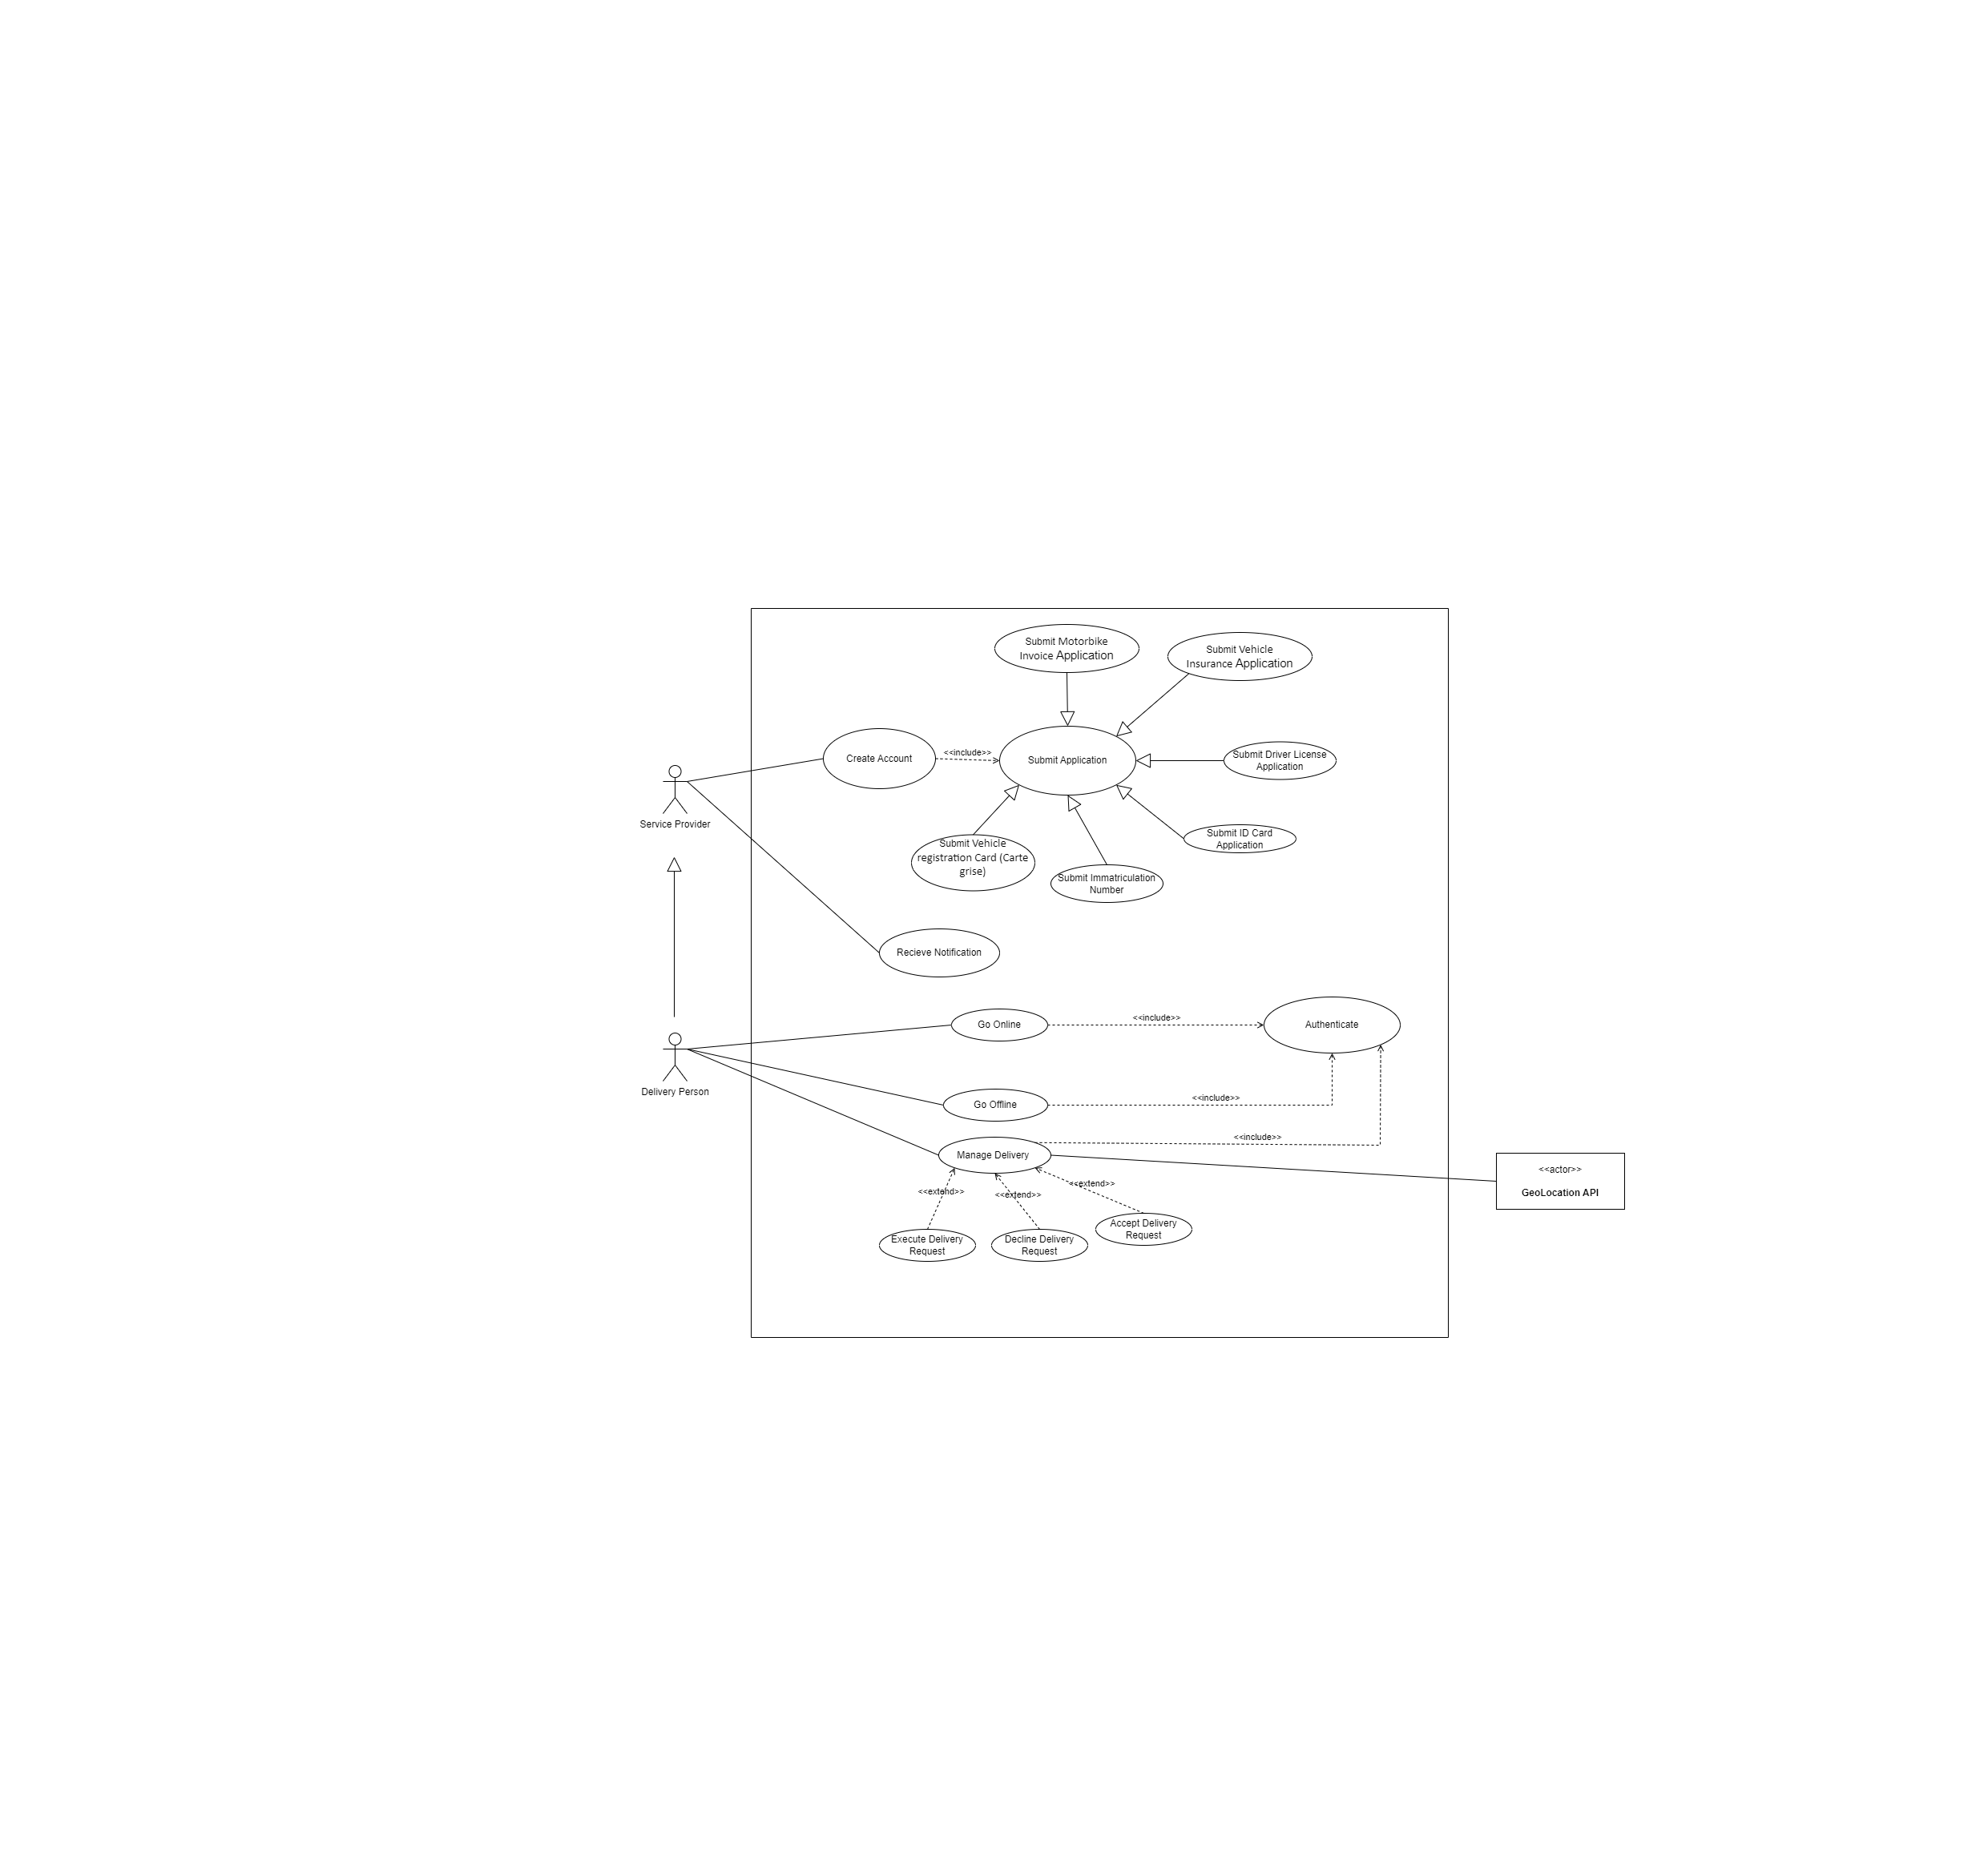 Submit Motorbike
Invoice Application
Submit Vehicle
Insurance Application
Create Account
<<include>>
Submit Application
Submit Driver License
Application
Service Provider
Submit Vehicle
registration Card (Carte
grise)
Submit ID Card
Application
Submit Immatriculation
Number
Recieve Notification
Go Online
<<include>>
Authenticate
Delivery Person
Go Offline
<<include>>
<<include>>
Manage Delivery
<<actor>>
GeoLocation API
<<extend>>
<<extend>>
<<extend>>
Execute Delivery
Request
Decline Delivery
Request
Accept Delivery
Request